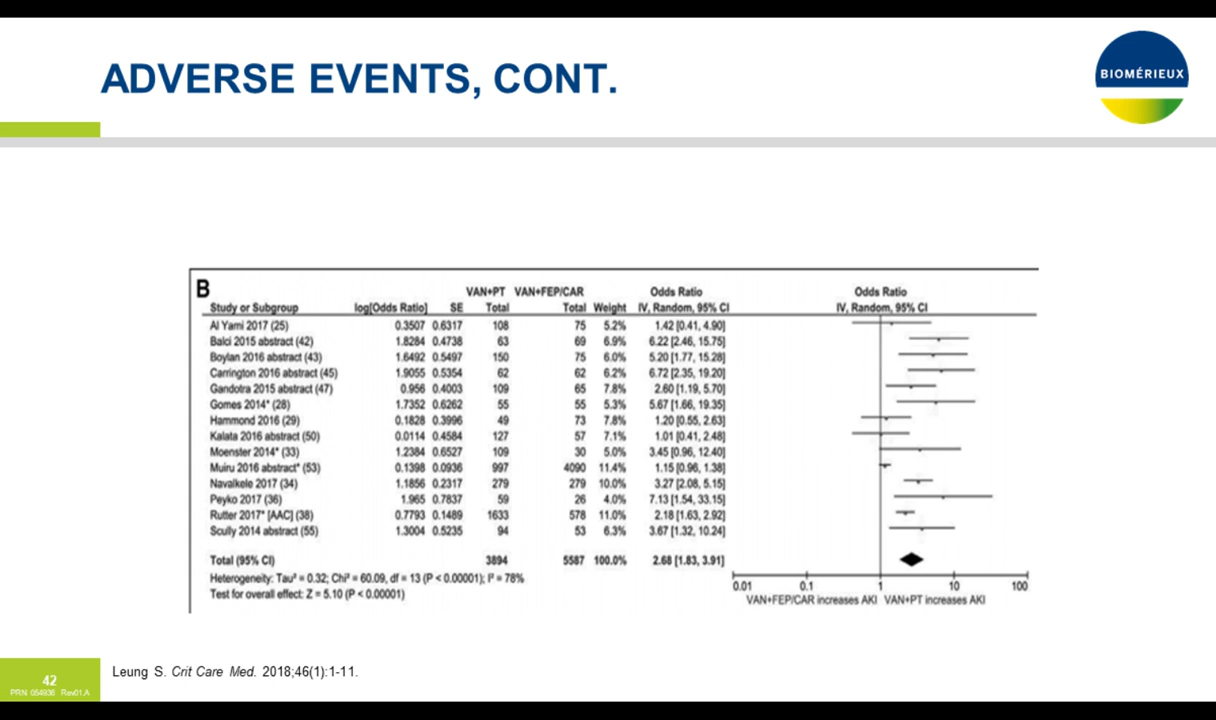 ADVERSE EVENTS, CONT.
BIOMÉRIEUX
B
VAN+PT VAN+FEP/CAR Odds Ratio Odds Ratio
Study or Subgroup log[Odds Ratio] SE Total Total Weight IV, Random, 95% CI IV, Random, 95% CI
Al Yami 2017 (25) 0.3507 0.6317 108 75 5.2% 1.42 [0.41, 4.90]
Balci 2015 abstract (42) 1.8284 0.4738 63 69 6.9% 6.22 [2.46, 15.75]
Boylan 2016 abstract (43) 1.6492 0.5497 150 75 6.0% 5.20 [1.77, 15.28]
Carrington 2016 abstract (45) 1.9055 0.5354 62 62 6.2% 6.72 [2.35, 19.20]
Gandotra 2015 abstract (47) 0.956 0.4003 109 65 7.8% 2.60 [1.19, 5.70]
Gomes 2014* (28) 1.7352 0.6262 55 55 5.3% 5.67 [1.66, 19.35]
Hammond 2016 (29) 0.1828 0.3996 49 73 7.8% 1.20 [0.55, 2.63]
Kalata 2016 abstract (50) 0.0114 0.4584 127 57 7.1% 1.01 [0.41, 2.48]
Moenster 2014* (33) 1.2384 0.6527 109 30 5.0% 3.45 [0.96, 12.40]
Muiru 2016 abstract* (53) 0.1398 0.0936 997 4090 11.4% 1.15 [0.96, 1.38]
Navalkele 2017 (34) 1.1856 0.2317 279 279 10.0% 3.27 [2.08, 5.15]
Peyko 2017 (36) 1.965 0.7837 59 26 4.0% 7.13 [1.54, 33.15]
Rutter 2017* [AAC] (38) 0.7793 0.1489 1633 578 11.0% 2.18 [1.63, 2.92]
Scully 2014 abstract (55) 1.3004 0.5235 94 53 6.3% 3.67 [1.32, 10.24]
Total (95% CI) 3894 5587 100.0% 2.68 [1.83, 3.91]
Heterogeneity: Tau² = 0.32; Chi² = 60.09, df = 13 (P < 0.00001); I² = 78%
Test for overall effect: Z = 5.10 (P < 0.00001)
0.01 0.1 1 10 100
VAN+FEP/CAR increases AKI VAN+PT increases AKI
Leung S. Crit Care Med. 2018;46(1):1-11.
42
PRN 054936 Rev01.A